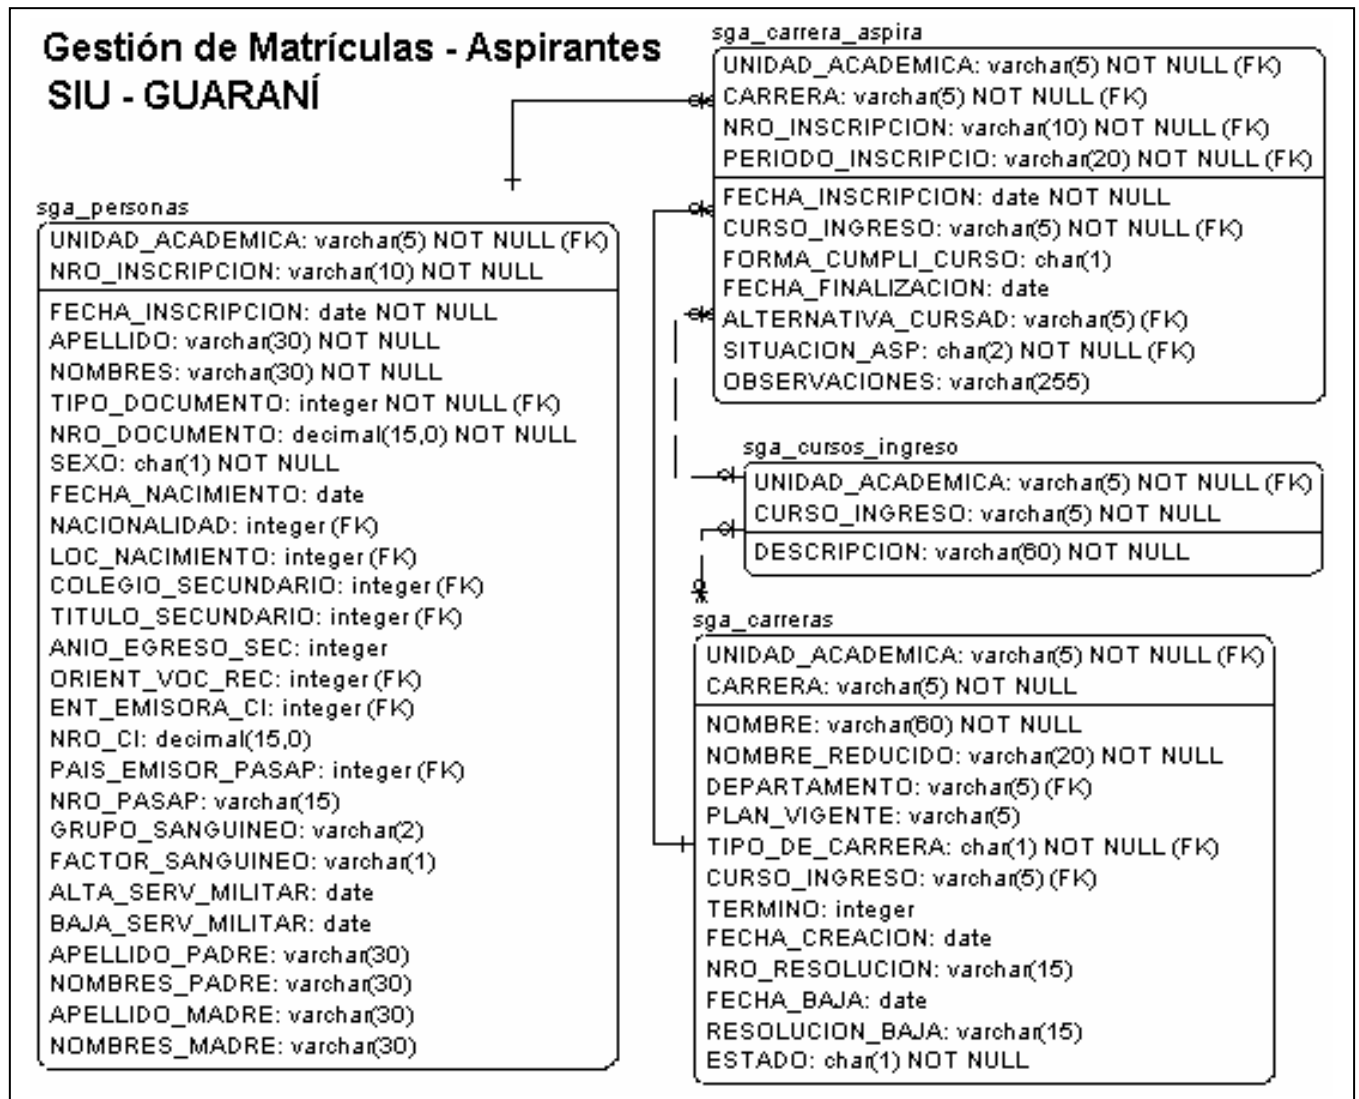 Gestión de Matrículas - Aspirantes
SIU - GUARANÍ
sga_personas
UNIDAD_ACADEMICA: varchar(5) NOT NULL (FK)
NRO_INSCRIPCION: varchar(10) NOT NULL
FECHA_INSCRIPCION: date NOT NULL
APELLIDO: varchar(30) NOT NULL
NOMBRES: varchar(30) NOT NULL
TIPO_DOCUMENTO: integer NOT NULL (FK)
NRO_DOCUMENTO: decimal(15,0) NOT NULL
SEXO: char(1) NOT NULL
FECHA_NACIMIENTO: date
NACIONALIDAD: integer (FK)
LOC_NACIMIENTO: integer (FK)
COLEGIO_SECUNDARIO: integer (FK)
TITULO_SECUNDARIO: integer (FK)
ANIO_EGRESO_SEC: integer
ORIENT_VOC_REC: integer (FK)
ENT_EMISORA_CI: integer (FK)
NRO_CI: decimal(15,0)
PAIS_EMISOR_PASAP: integer (FK)
NRO_PASAP: varchar(15)
GRUPO_SANGUINEO: varchar(2)
FACTOR_SANGUINEO: varchar(1)
ALTA_SERV_MILITAR: date
BAJA_SERV_MILITAR: date
APELLIDO_PADRE: varchar(30)
NOMBRES_PADRE: varchar(30)
APELLIDO_MADRE: varchar(30)
NOMBRES_MADRE: varchar(30)
sga_carrera_aspira
UNIDAD_ACADEMICA: varchar(5) NOT NULL (FK)
CARRERA: varchar(5) NOT NULL (FK)
NRO_INSCRIPCION: varchar(10) NOT NULL (FK)
PERIODO_INSCRIPCIO: varchar(20) NOT NULL (FK)
FECHA_INSCRIPCION: date NOT NULL
CURSO_INGRESO: varchar(5) NOT NULL (FK)
FORMA_CUMPLI_CURSO: char(1)
FECHA_FINALIZACION: date
ALTERNATIVA_CURSAD: varchar(5) (FK)
SITUACION_ASP: char(2) NOT NULL (FK)
OBSERVACIONES: varchar(255)
sga_cursos_ingreso
UNIDAD_ACADEMICA: varchar(5) NOT NULL (FK)
CURSO_INGRESO: varchar(5) NOT NULL
DESCRIPCION: varchar(60) NOT NULL
sga_carreras
UNIDAD_ACADEMICA: varchar(5) NOT NULL (FK)
CARRERA: varchar(5) NOT NULL
NOMBRE: varchar(60) NOT NULL
NOMBRE_REDUCIDO: varchar(20) NOT NULL
DEPARTAMENTO: varchar(5) (FK)
PLAN_VIGENTE: varchar(5)
TIPO_DE_CARRERA: char(1) NOT NULL (FK)
CURSO_INGRESO: varchar(5) (FK)
TERMINO: integer
FECHA_CREACION: date
NRO_RESOLUCION: varchar(15)
FECHA_BAJA: date
RESOLUCION_BAJA: varchar(15)
ESTADO: char(1) NOT NULL